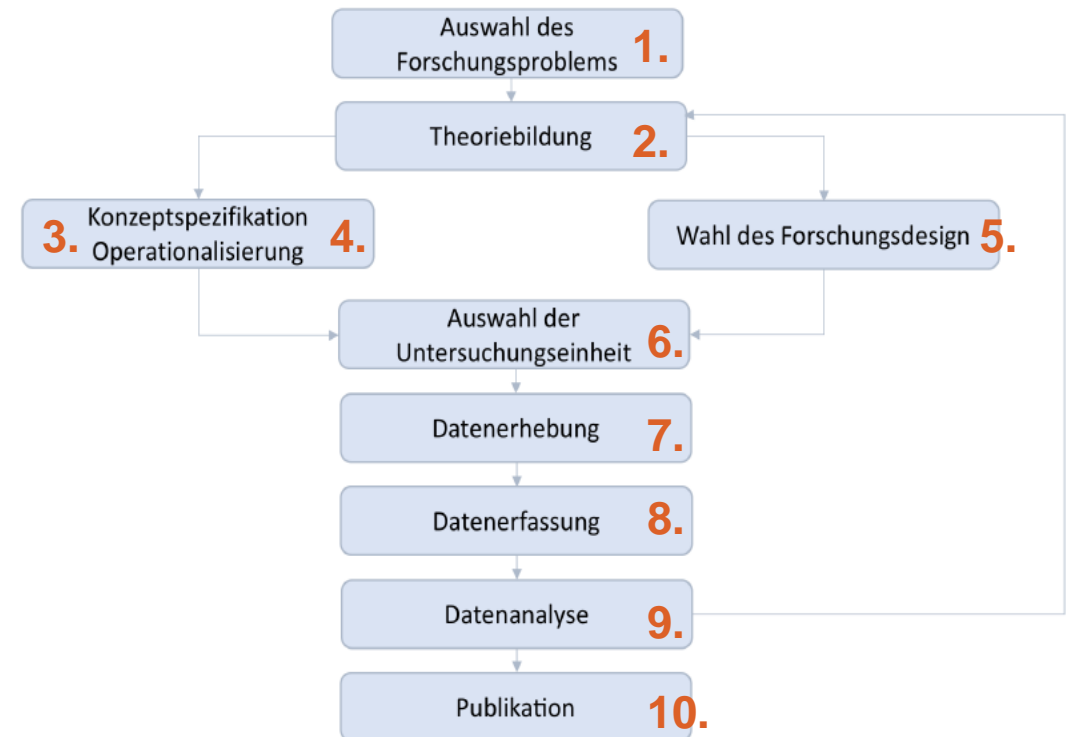 Auswahl des
Forschungsproblems 1.
Theoriebildung 2.
3. Konzeptspezifikation
Operationalisierung 4.
Wahl des Forschungsdesign 5.
Auswahl der
Untersuchungseinheit 6.
Datenerhebung 7.
Datenerfassung 8.
Datenanalyse 9.
Publikation 10.